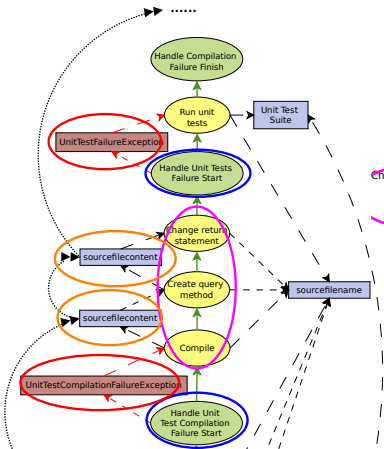 ......
Handle Compilation
Failure Finish
Run unit
tests
Unit Test
Suite
UnitTestFailureException
Handle Unit Tests
Failure Start
Ch
Change return
statement
sourcefilecontent
Create query
method
sourcefilename
sourcefilecontent
Compile
UnitTestCompilationFailureException
Handle Unit
Test Compilation
Failure Start